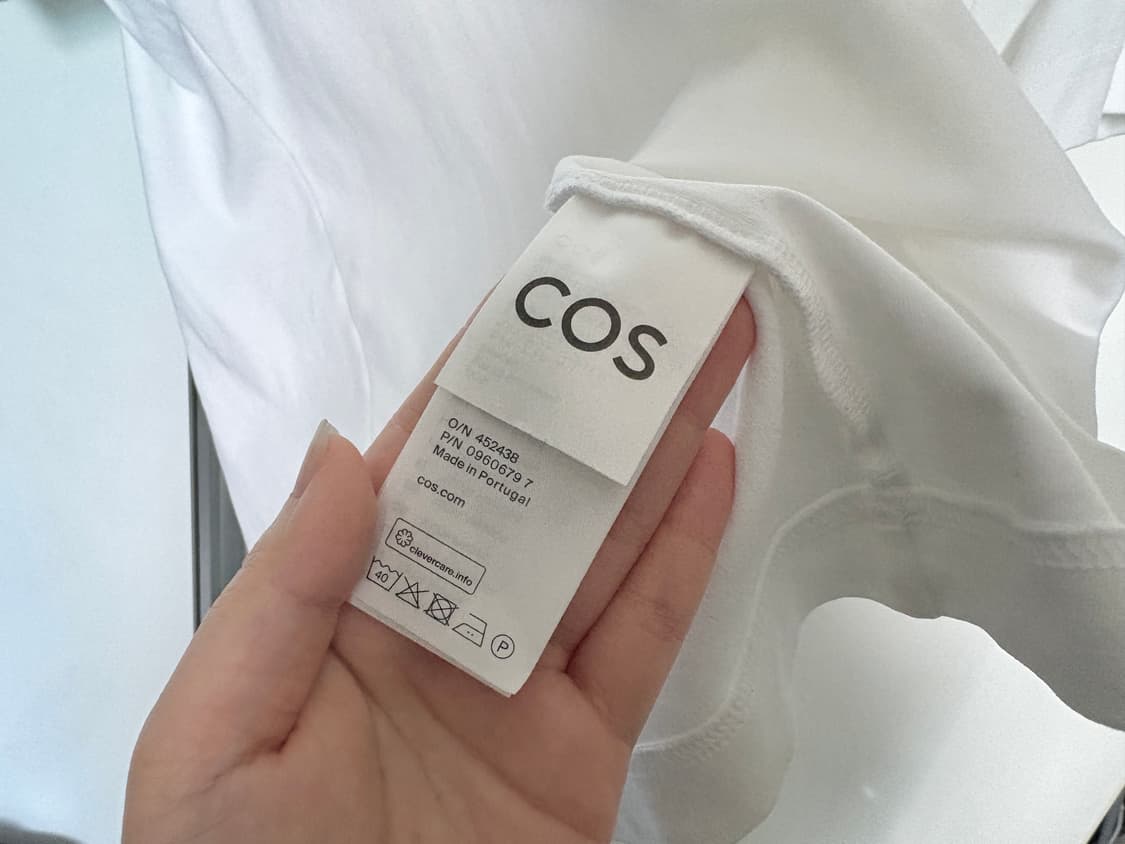 COS
O/N 452438
P/N 0960679 7
Made in Portugal
cos.com
clevercare.info
40
P